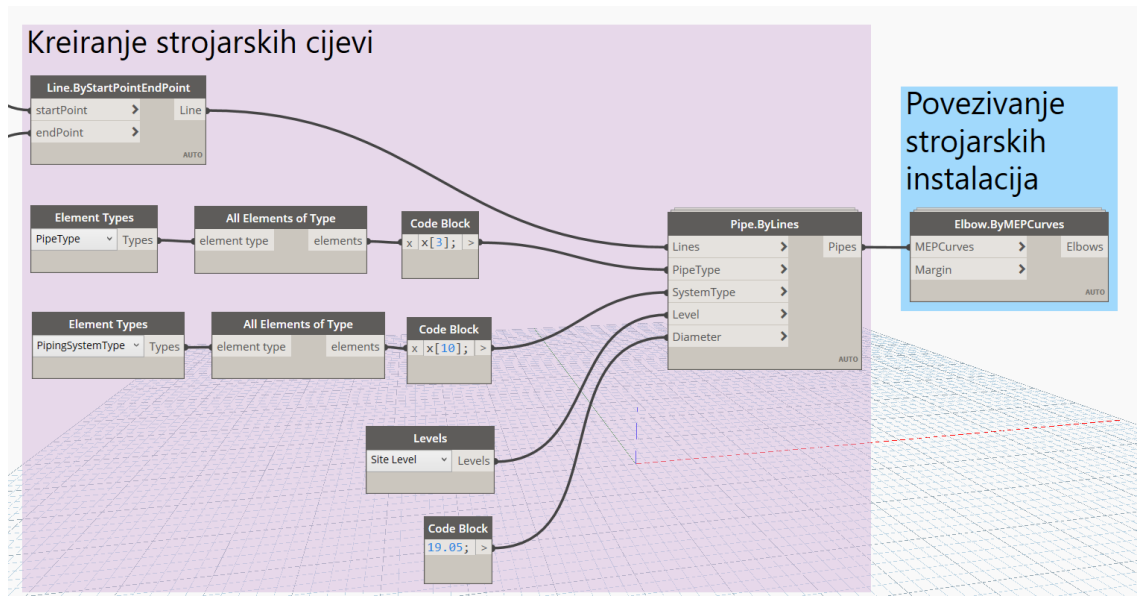 Kreiranje strojarskih cijevi
Line.ByStartPointEndPoint
startPoint > Line
endPoint >
AUTO
Element Types
PipeType Types
All Elements of Type
element type elements
Code Block
x x[3]; >
Element Types
PipingSystemType Types
All Elements of Type
element type elements
Code Block
x x[10]; >
Levels
Site Level Levels
Code Block
19.05; >
Pipe.ByLines
Lines > Pipes
PipeType >
SystemType >
Level >
Diameter >
AUTO
Povezivanje
strojarskih
instalacija
Elbow.ByMEPCurves
MEPCurves > Elbows
Margin >
AUTO